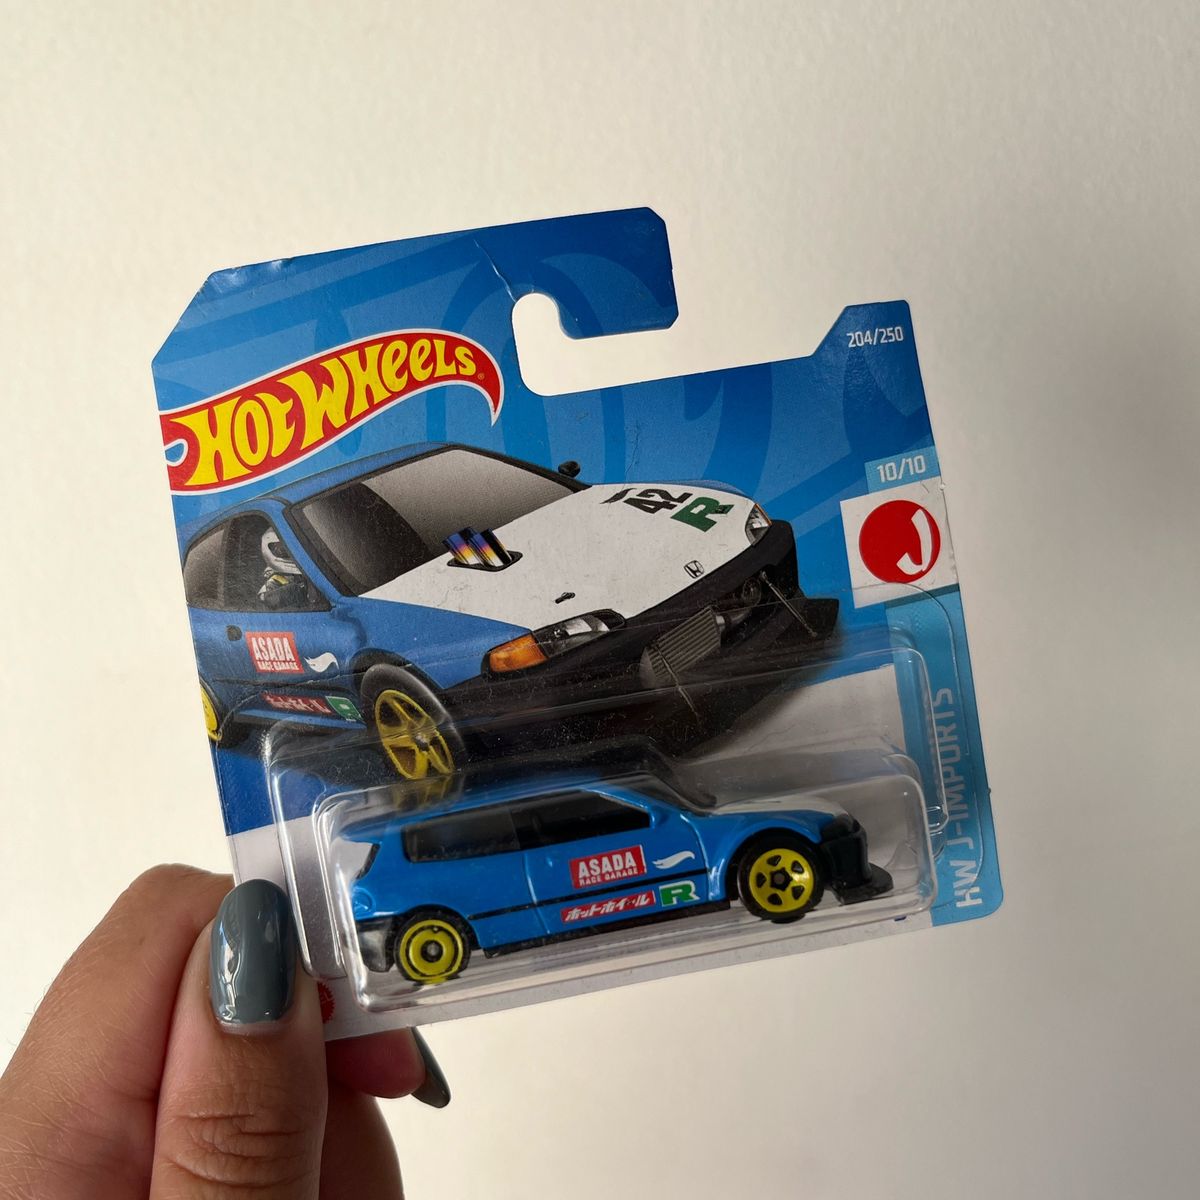 HOT WHEELS®
204/250
10/10
J
HW J-IMPORTS
42
R
ASADA
RACE GARAGE
ホットホイール R
ASADA
RACE GARAGE
ホットホイール R